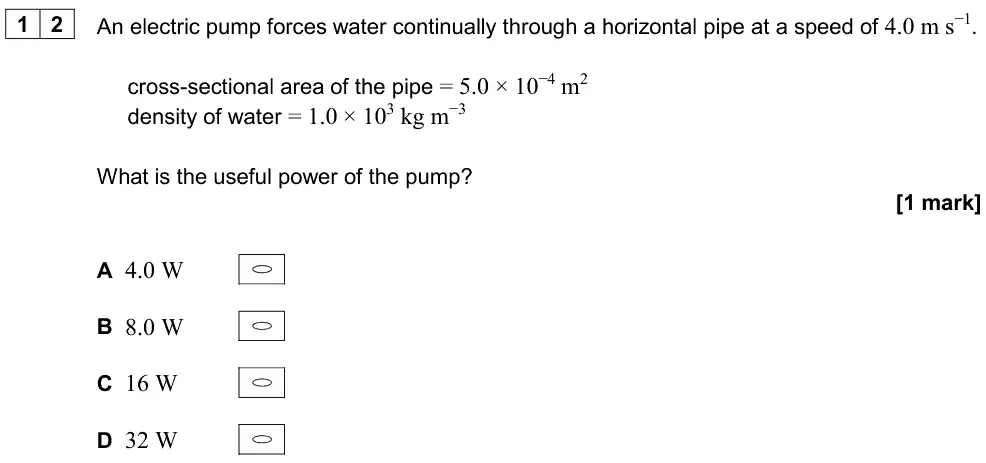 1 2 An electric pump forces water continually through a horizontal pipe at a speed of 4.0 m s⁻¹.
cross-sectional area of the pipe = 5.0 × 10⁻⁴ m²
density of water = 1.0 × 10³ kg m⁻³
What is the useful power of the pump?
[1 mark]
A 4.0 W
B 8.0 W
C 16 W
D 32 W